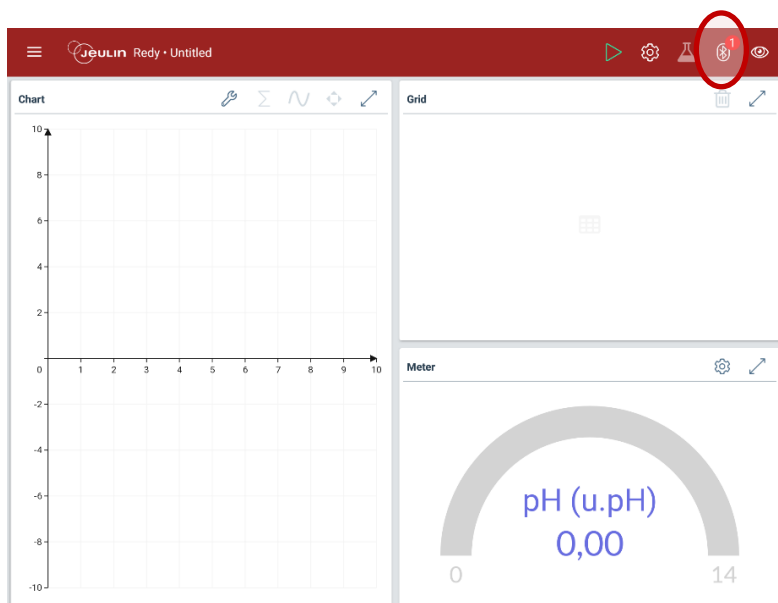 Jeulin Redy • Untitled
1
Chart
Grid
10
8
6
4
2
0 1 2 3 4 5 6 7 8 9 10
-2
-4
-6
-8
-10
Meter
pH (u.pH)
0,00
0 14